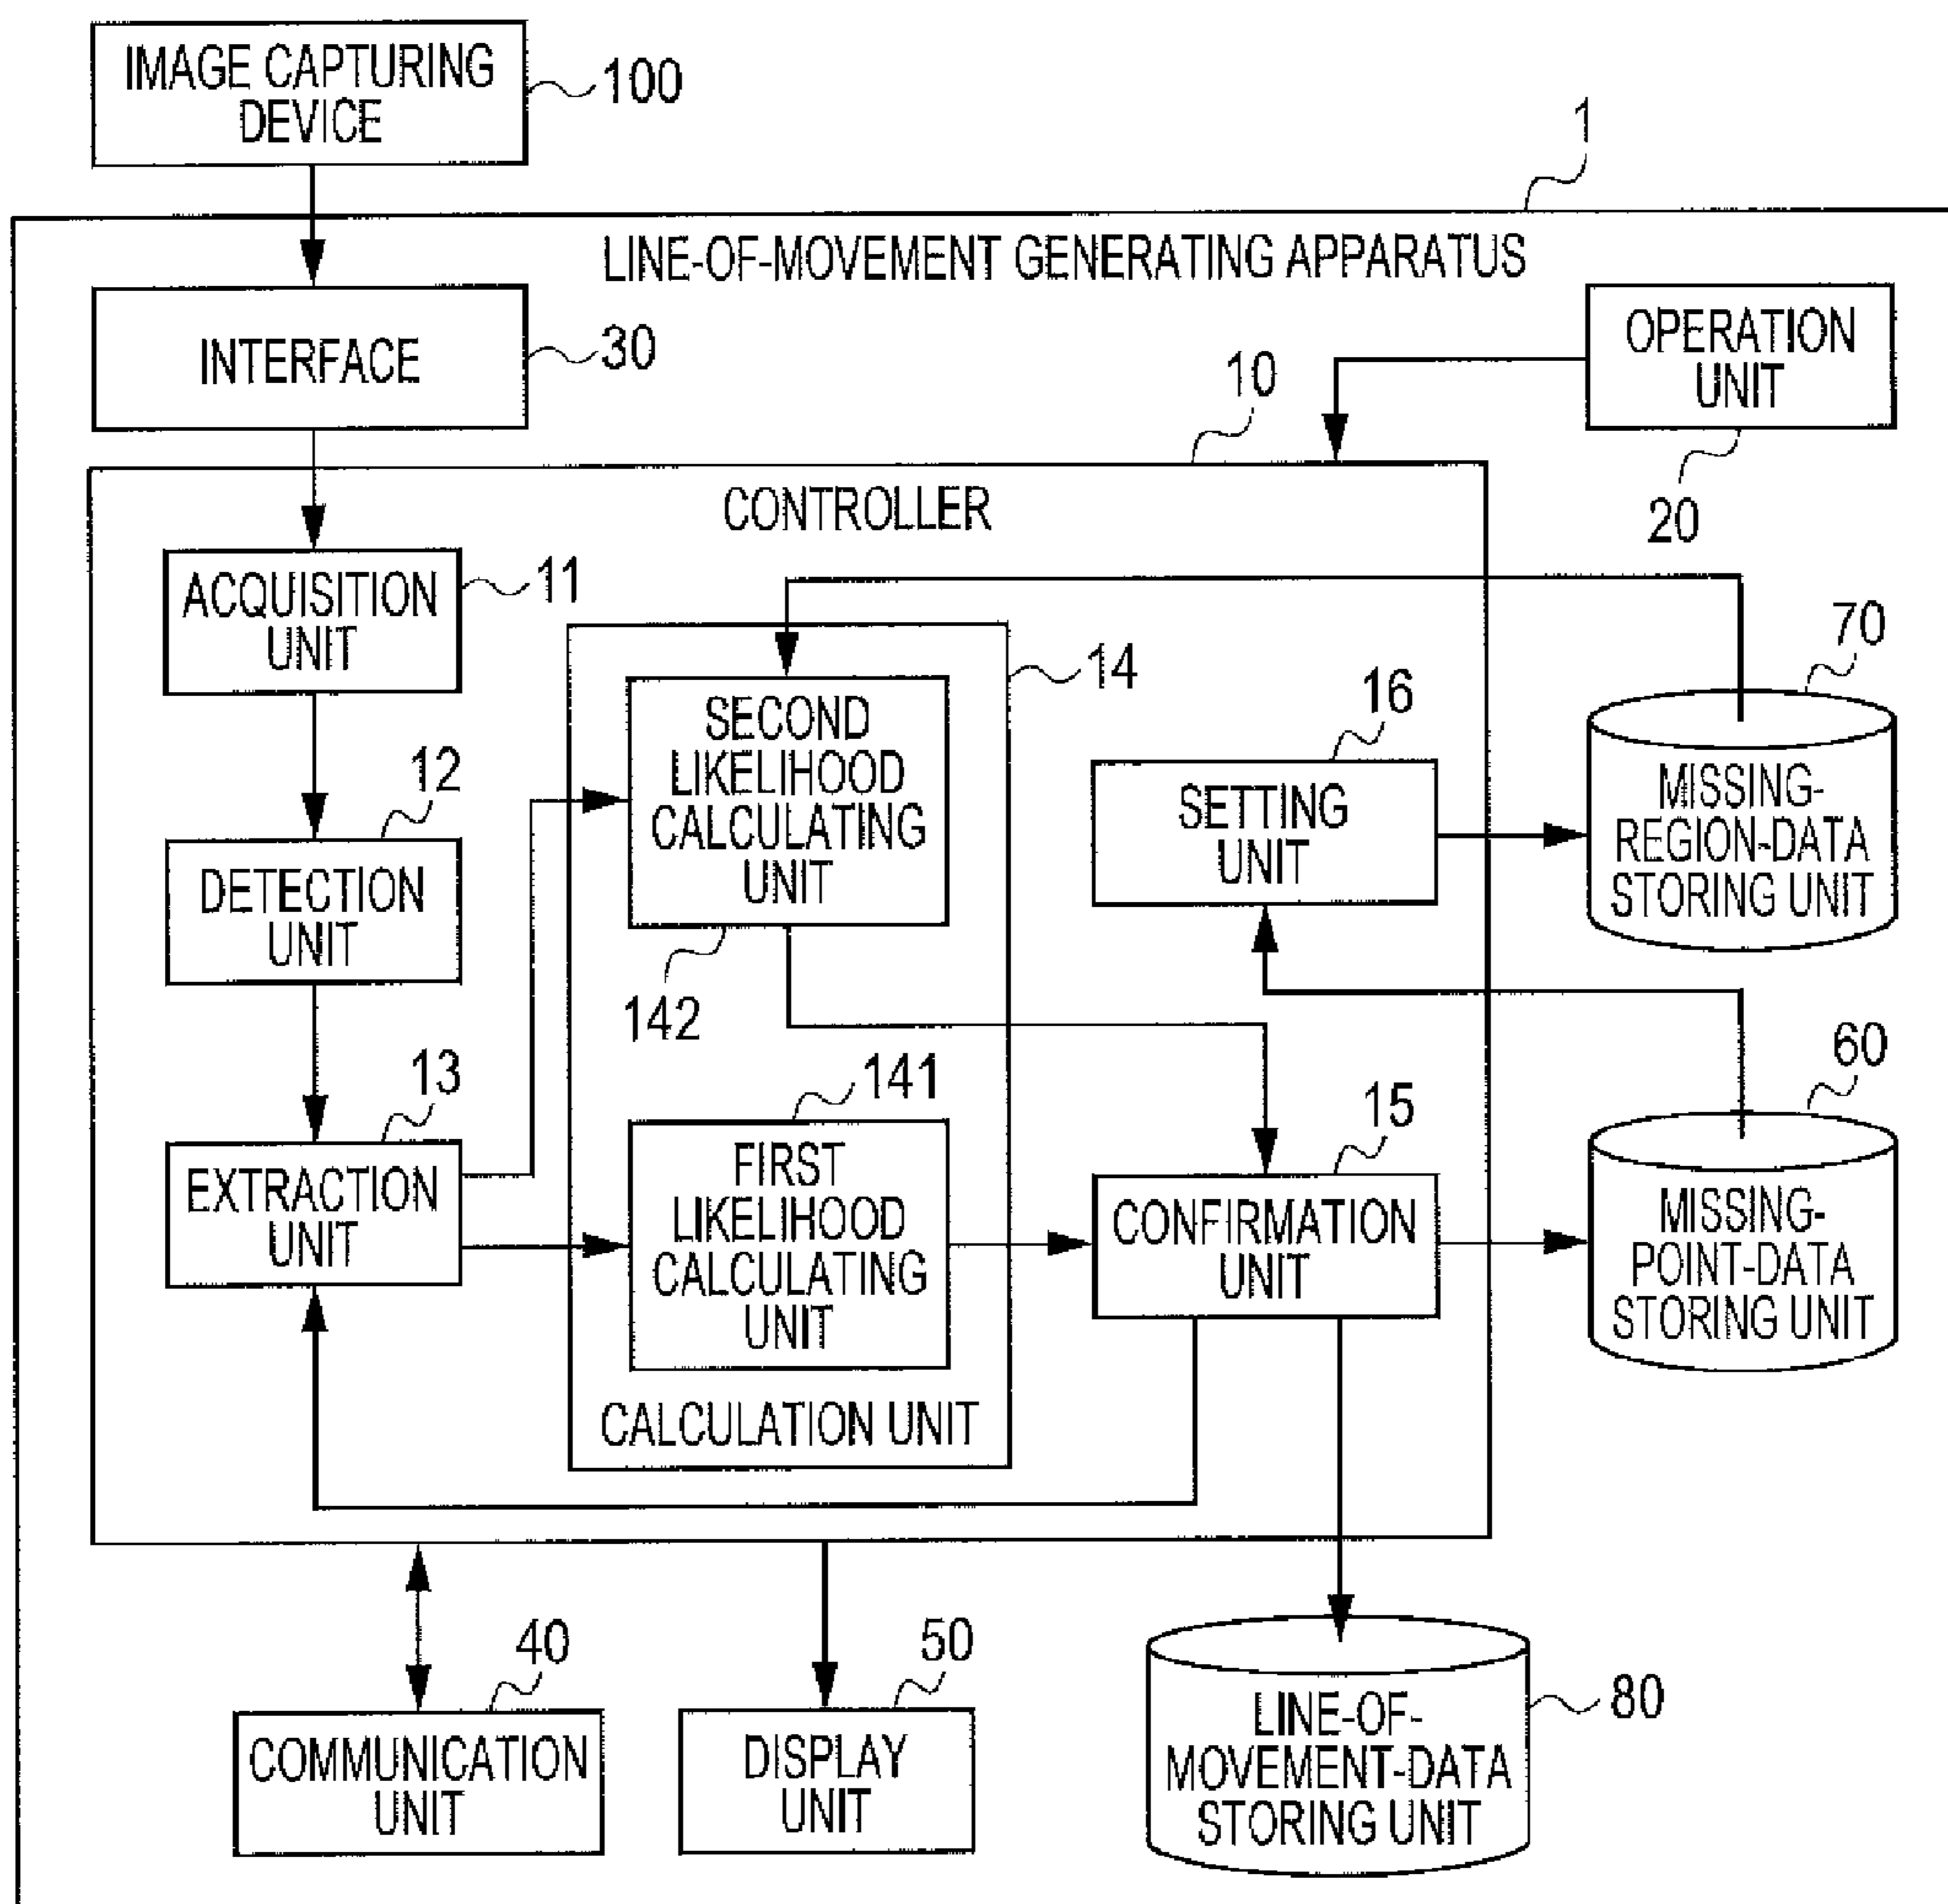 IMAGE CAPTURING
DEVICE
100
1
LINE-OF-MOVEMENT GENERATING APPARATUS
INTERFACE
30
10
OPERATION
UNIT
20
CONTROLLER
ACQUISITION
UNIT
11
14
SECOND
LIKELIHOOD
CALCULATING
UNIT
142
16
SETTING
UNIT
70
MISSING-
REGION-DATA
STORING UNIT
12
DETECTION
UNIT
13
EXTRACTION
UNIT
141
FIRST
LIKELIHOOD
CALCULATING
UNIT
CALCULATION UNIT
15
CONFIRMATION
UNIT
60
MISSING-
POINT-DATA
STORING UNIT
40
COMMUNICATION
UNIT
50
DISPLAY
UNIT
80
LINE-OF-
MOVEMENT-DATA
STORING UNIT